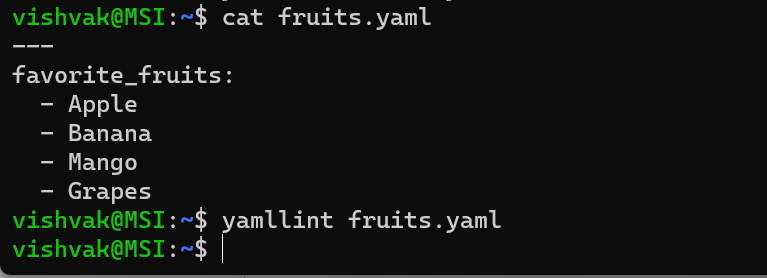 vishvak@MSI:~$ cat fruits.yaml
---
favorite_fruits:
  - Apple
  - Banana
  - Mango
  - Grapes
vishvak@MSI:~$ yamllint fruits.yaml
vishvak@MSI:~$